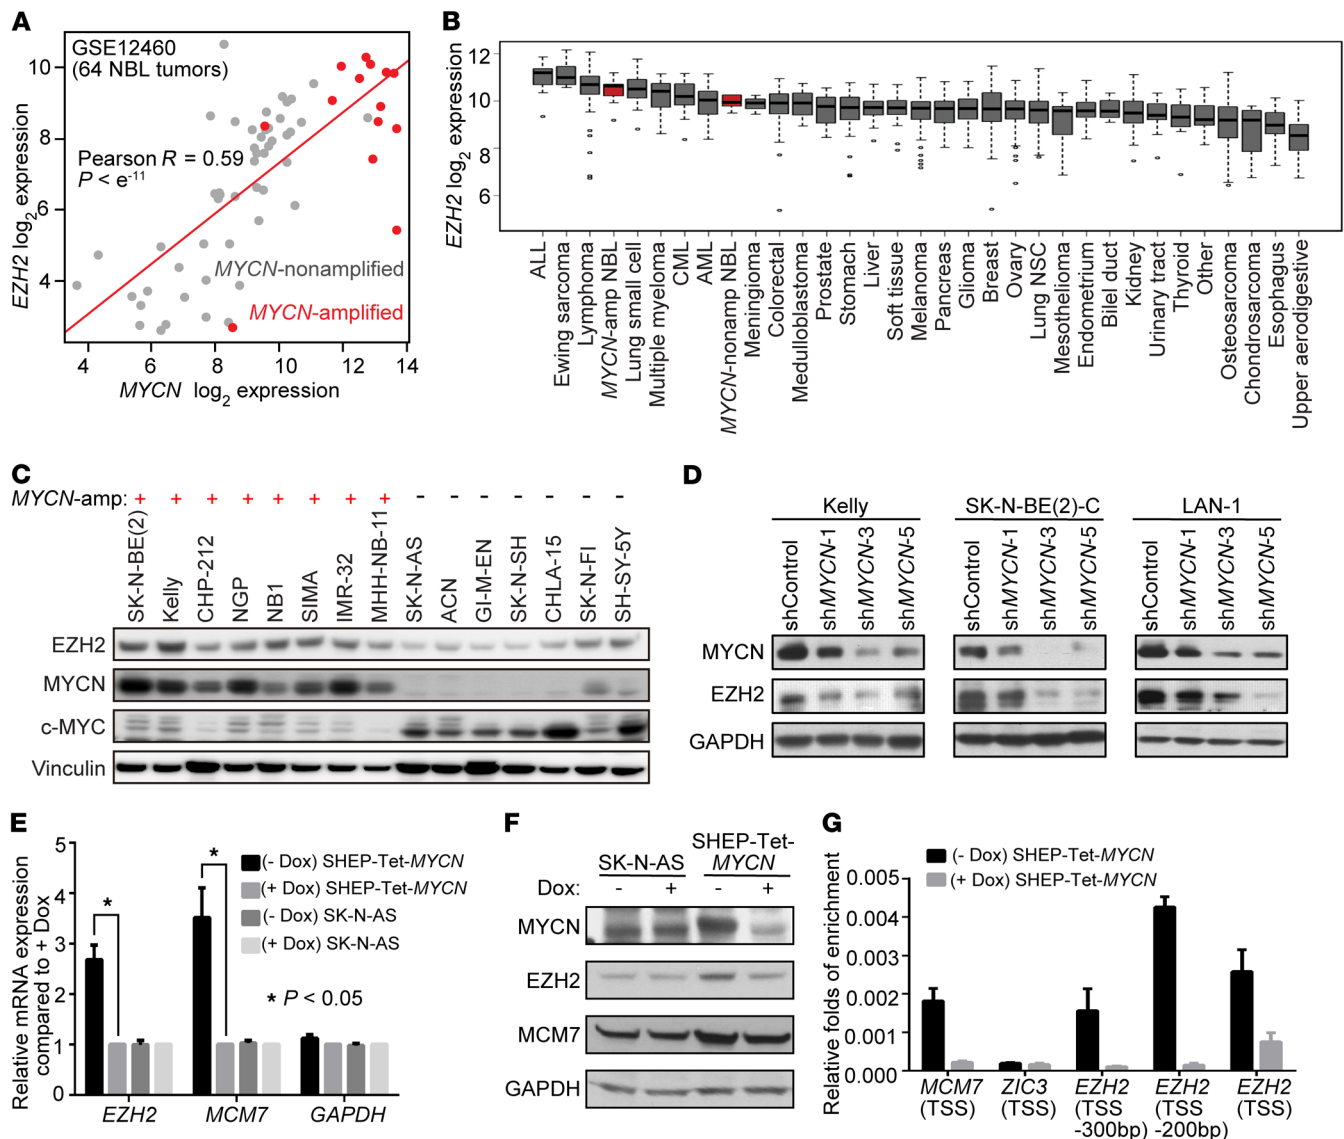 A
GSE12460
(64 NBL tumors)
Pearson R = 0.59
P < e-11
MYCN-nonamplified
MYCN-amplified
EZH2 log2 expression
10
8
6
4
4
6
8
10
12
14
MYCN log2 expression
B
EZH2 log2 expression
12
10
8
6
ALL
Ewing sarcoma
Lymphoma
MYCN-amp NBL
Lung small cell
Multiple myeloma
CML
AML
MYCN-nonamp NBL
Meningioma
Colorectal
Medulloblastoma
Prostate
Stomach
Liver
Soft tissue
Melanoma
Pancreas
Glioma
Breast
Ovary
Lung NSC
Mesothelioma
Endometrium
Bilel duct
Kidney
Urinary tract
Thyroid
Other
Osteosarcoma
Chondrosarcoma
Esophagus
Upper aerodigestive
C
MYCN-amp: + + + + + + + + - - - - - - -
SK-N-BE(2)
Kelly
CHP-212
NGP
NB1
SIMA
IMR-32
MHH-NB-11
SK-N-AS
ACN
GI-M-EN
SK-N-SH
CHLA-15
SK-N-FI
SH-SY-5Y
EZH2
MYCN
c-MYC
Vinculin
D
Kelly
SK-N-BE(2)-C
LAN-1
shControl
shMYCN-1
shMYCN-3
shMYCN-5
shControl
shMYCN-1
shMYCN-3
shMYCN-5
shControl
shMYCN-1
shMYCN-3
shMYCN-5
MYCN
EZH2
GAPDH
E
Relative mRNA expression
compared to + Dox
5
4
3
2
1
0
*
*
(- Dox) SHEP-Tet-MYCN
(+ Dox) SHEP-Tet-MYCN
(- Dox) SK-N-AS
(+ Dox) SK-N-AS
* P < 0.05
EZH2
MCM7
GAPDH
F
SK-N-AS
SHEP-Tet-
MYCN
Dox: - + - +
MYCN
EZH2
MCM7
GAPDH
G
(- Dox) SHEP-Tet-MYCN
(+ Dox) SHEP-Tet-MYCN
Relative folds of enrichment
0.005
0.004
0.003
0.002
0.001
0.000
MCM7
(TSS)
ZIC3
(TSS)
EZH2
(TSS
-300bp)
EZH2
(TSS
-200bp)
EZH2
(TSS)